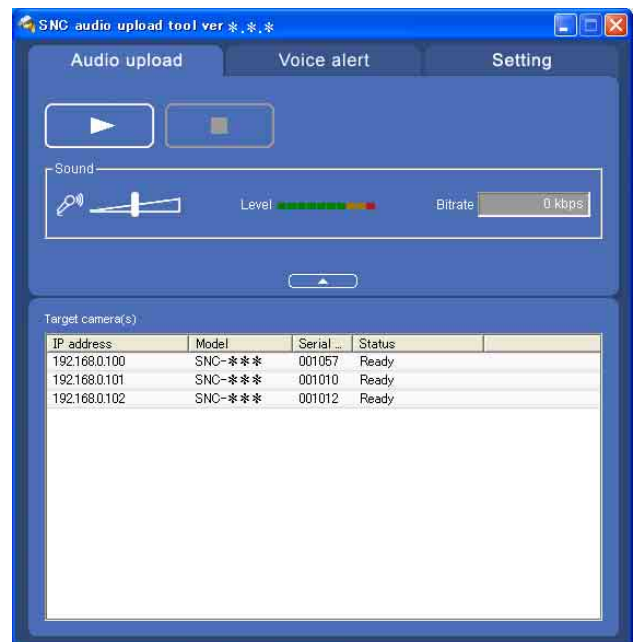 SNC audio upload tool ver *.*.*
Audio upload Voice alert Setting
Sound
Level Bitrate 0 kbps
Target camera(s)
IP address Model Serial ... Status
192.168.0.100 SNC-*** 001057 Ready
192.168.0.101 SNC-*** 001010 Ready
192.168.0.102 SNC-*** 001012 Ready